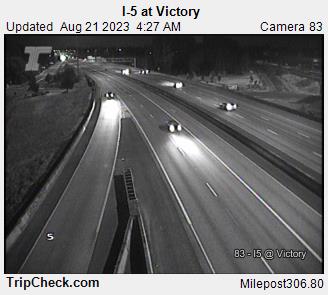 I-5 at Victory
Updated Aug 21 2023 4:27 AM Camera 83
T
S
83 - I5 @ Victory
TripCheck.com Milepost306.80